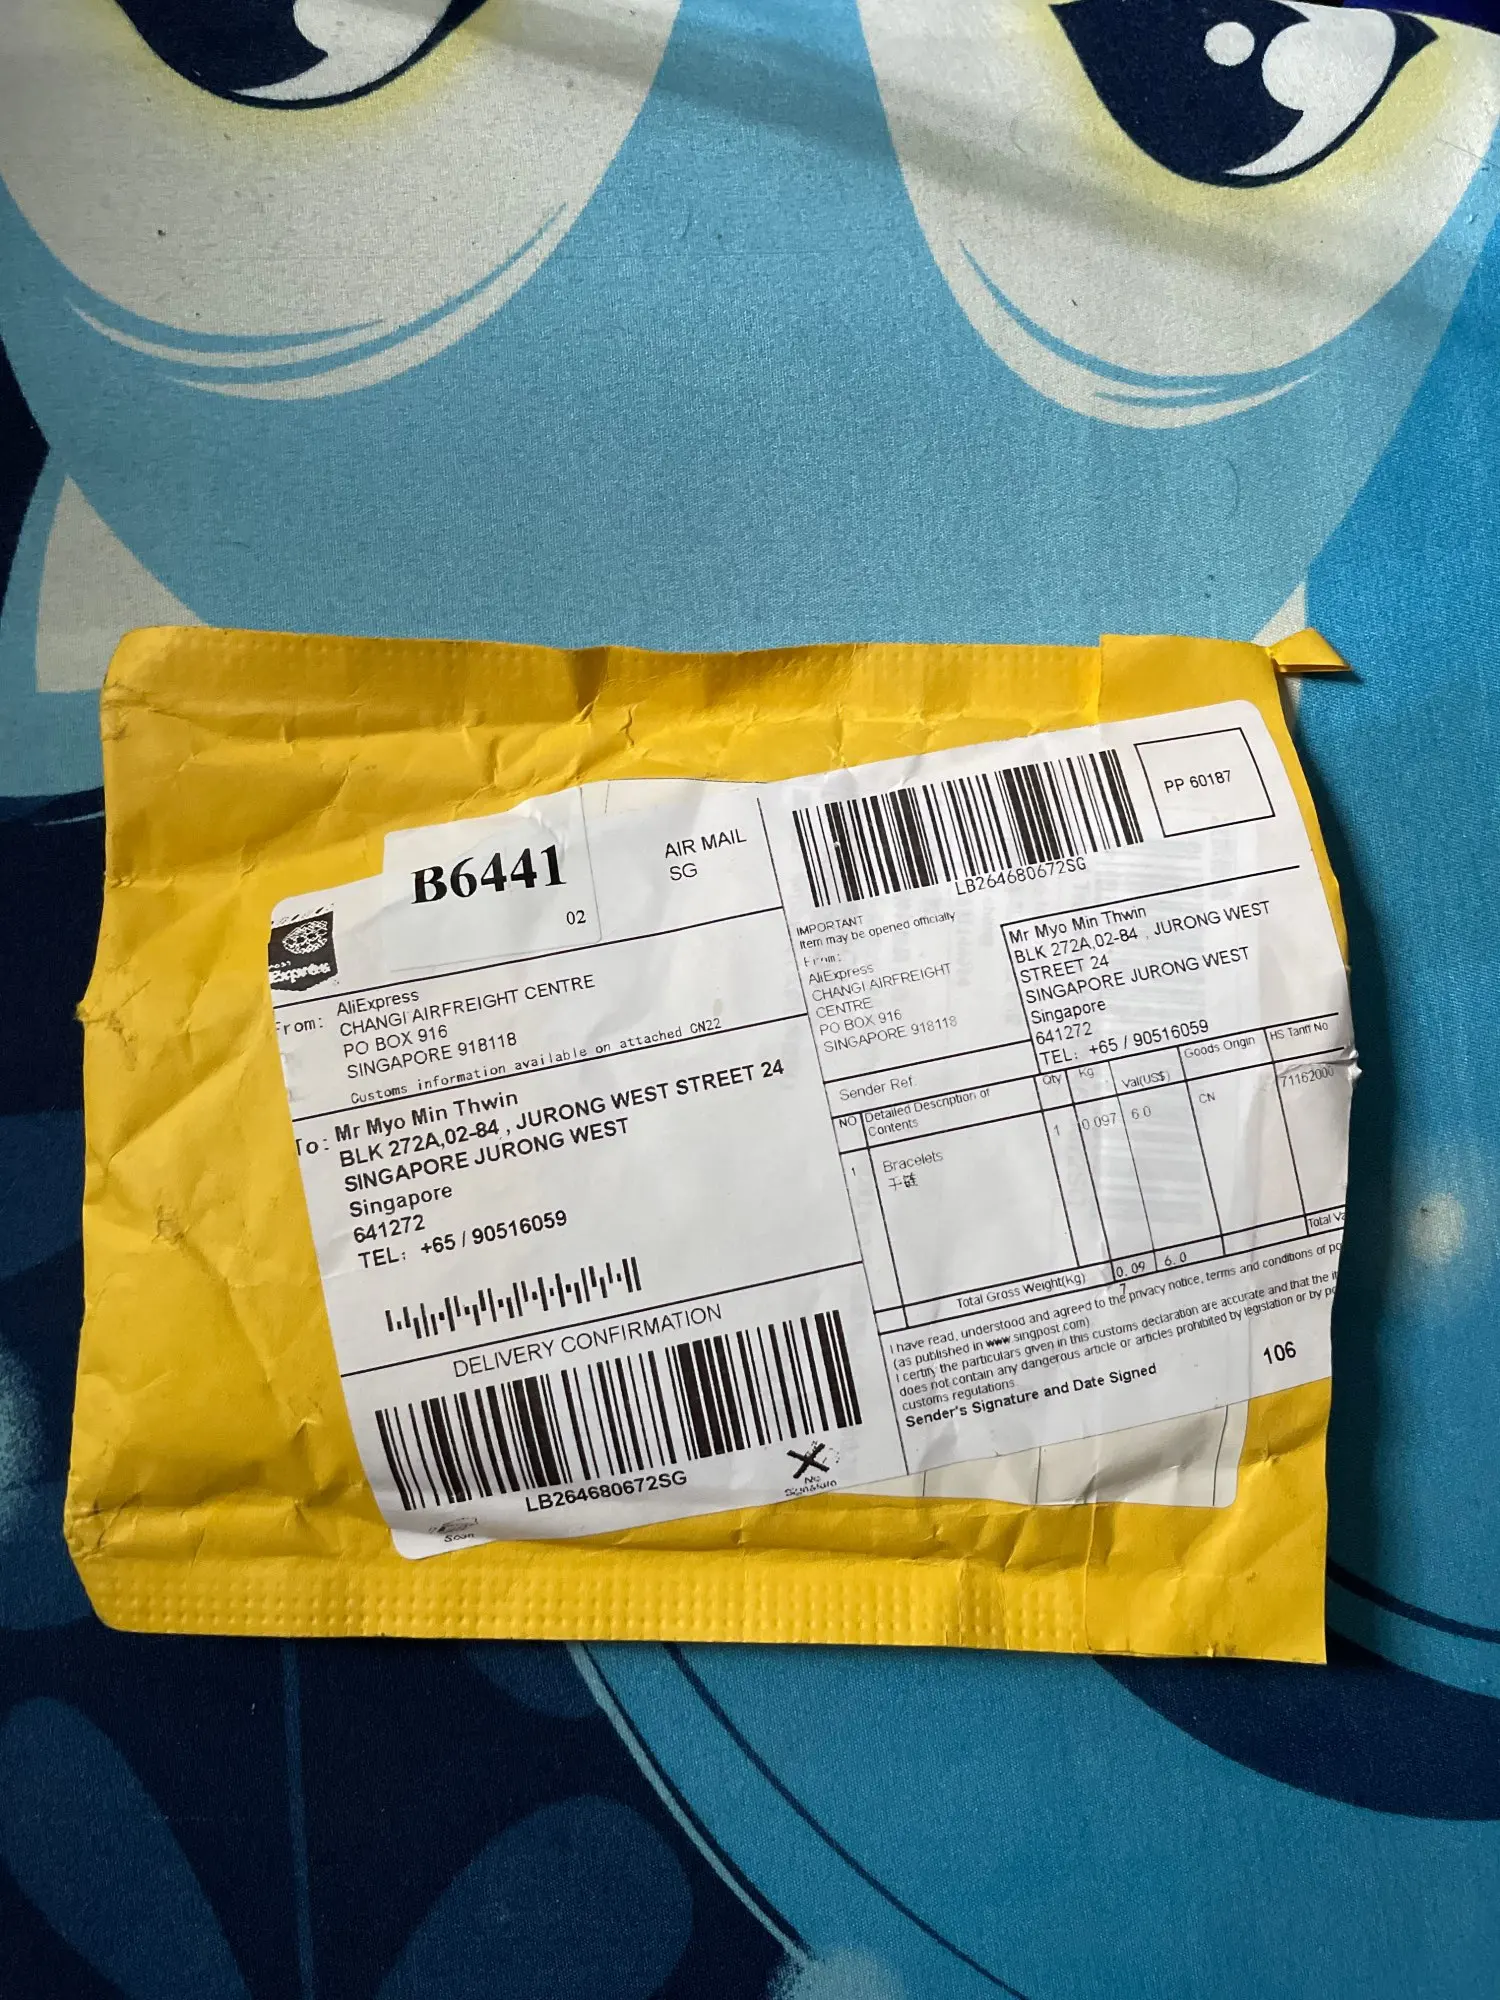 B6441
02
AIR MAIL
SG
From:
AliExpress
CHANGI AIRFREIGHT CENTRE
PO BOX 916
SINGAPORE 918118
Customs information available on attached CN22
To: Mr Myo Min Thwin
BLK 272A,02-84 , JURONG WEST STREET 24
SINGAPORE JURONG WEST
Singapore
641272
TEL: +65 / 90516059
DELIVERY CONFIRMATION
LB264680672SG
Scan
No
LB264680672SG
PP 60187
IMPORTANT
Item may be opened officially
From:
AliExpress
CHANGI AIRFREIGHT
CENTRE
PO BOX 916
SINGAPORE 918118
Mr Myo Min Thwin
BLK 272A,02-84 , JURONG WEST
STREET 24
SINGAPORE JURONG WEST
Singapore
641272
TEL: +65 / 90516059
Sender Ref.
NO Detailed Description of Contents Qty Kg Val(US$) Goods Origin HS Tariff No
1 Bracelets 1 0.097 6.0 CN 71162000
Total Gross Weight(Kg) 0.097 6.0 Total Va
I have read, understood and agreed to the privacy notice, terms and conditions of po
(as published in www.singpost.com)
I certify the particulars given in this customs declaration are accurate and that the it
does not contain any dangerous article or articles prohibited by legislation or by po
customs regulations
Sender's Signature and Date Signed
106